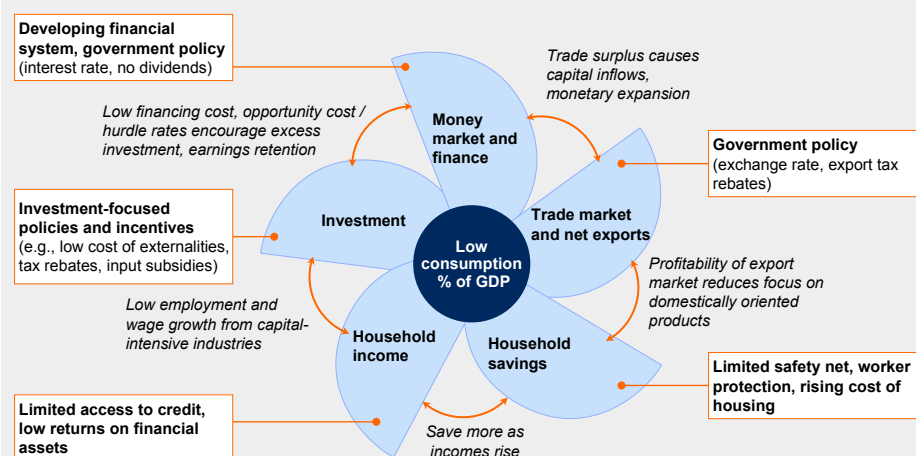 Developing financial
system, government policy
(interest rate, no dividends)
Trade surplus causes
capital inflows,
monetary expansion
Low financing cost, opportunity cost /
hurdle rates encourage excess
investment, earnings retention
Money
market and
finance
Government policy
(exchange rate, export tax
rebates)
Investment-focused
policies and incentives
(e.g., low cost of externalities,
tax rebates, input subsidies)
Investment
Trade market
and net exports
Low
consumption
% of GDP
Profitability of export
market reduces focus on
domestically oriented
products
Low employment and
wage growth from capital-
intensive industries
Household
income
Household
savings
Limited safety net, worker
protection, rising cost of
housing
Limited access to credit,
low returns on financial
assets
Save more as
incomes rise